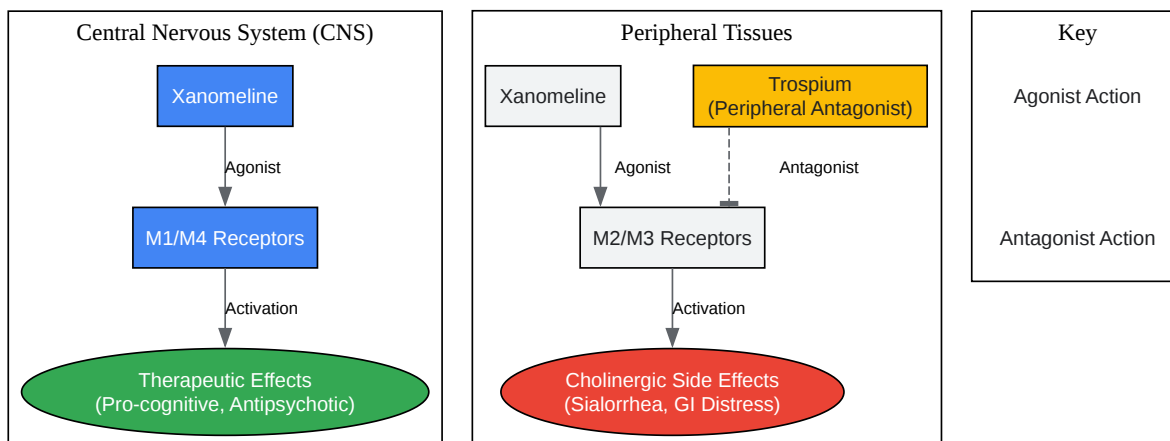 Central Nervous System (CNS)
Xanomeline
Agonist
M1/M4 Receptors
Activation
Therapeutic Effects
(Pro-cognitive, Antipsychotic)
Peripheral Tissues
Xanomeline
Trospium
(Peripheral Antagonist)
Agonist
Antagonist
M2/M3 Receptors
Activation
Cholinergic Side Effects
(Sialorrhea, GI Distress)
Key
Agonist Action
Antagonist Action